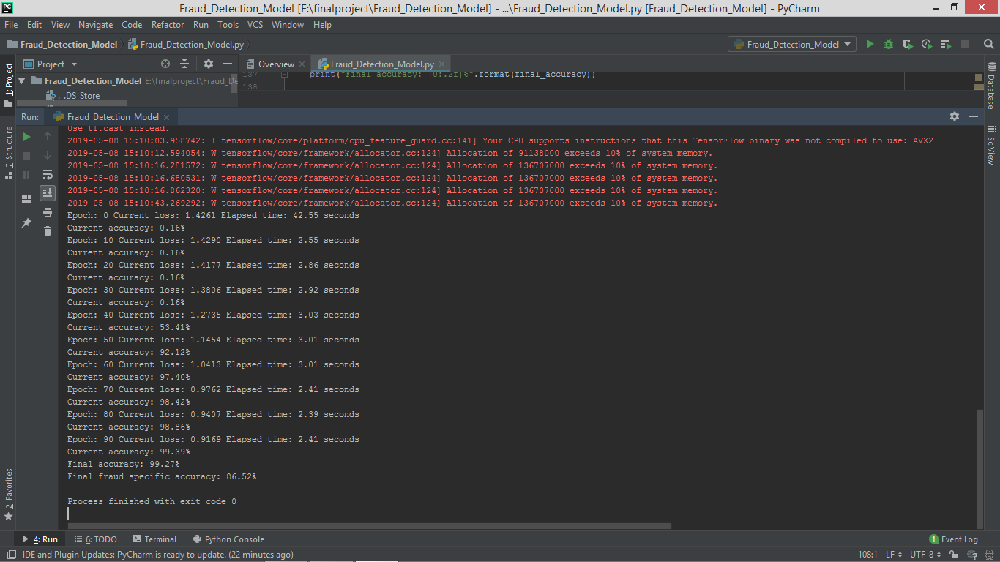 Fraud_Detection_Model [E:\finalproject\Fraud_Detection_Model] - ...\Fraud_Detection_Model.py [Fraud_Detection_Model] - PyCharm
File Edit View Navigate Code Refactor Run Tools VCS Window Help
Fraud_Detection_Model Fraud_Detection_Model.py
Fraud_Detection_Model
1: Project
7: Structure
2: Favorites
Database
SciView
Project
Overview
Fraud_Detection_Model.py
Fraud_Detection_Model E:\finalproject\Fraud_De
._.DS_Store
137 print("Final accuracy: {0:.2f}%".format(final_accuracy))
138
Run: Fraud_Detection_Model
Use tf.cast instead.
2019-05-08 15:10:03.958742: I tensorflow/core/platform/cpu_feature_guard.cc:141] Your CPU supports instructions that this TensorFlow binary was not compiled to use: AVX2
2019-05-08 15:10:12.594054: W tensorflow/core/framework/allocator.cc:124] Allocation of 91138000 exceeds 10% of system memory.
2019-05-08 15:10:16.281572: W tensorflow/core/framework/allocator.cc:124] Allocation of 136707000 exceeds 10% of system memory.
2019-05-08 15:10:16.680531: W tensorflow/core/framework/allocator.cc:124] Allocation of 136707000 exceeds 10% of system memory.
2019-05-08 15:10:16.862320: W tensorflow/core/framework/allocator.cc:124] Allocation of 136707000 exceeds 10% of system memory.
2019-05-08 15:10:43.269292: W tensorflow/core/framework/allocator.cc:124] Allocation of 136707000 exceeds 10% of system memory.
Epoch: 0 Current loss: 1.4261 Elapsed time: 42.55 seconds
Current accuracy: 0.16%
Epoch: 10 Current loss: 1.4290 Elapsed time: 2.55 seconds
Current accuracy: 0.16%
Epoch: 20 Current loss: 1.4177 Elapsed time: 2.86 seconds
Current accuracy: 0.16%
Epoch: 30 Current loss: 1.3806 Elapsed time: 2.92 seconds
Current accuracy: 0.16%
Epoch: 40 Current loss: 1.2735 Elapsed time: 3.03 seconds
Current accuracy: 53.41%
Epoch: 50 Current loss: 1.1454 Elapsed time: 3.01 seconds
Current accuracy: 92.12%
Epoch: 60 Current loss: 1.0413 Elapsed time: 3.01 seconds
Current accuracy: 97.40%
Epoch: 70 Current loss: 0.9762 Elapsed time: 2.41 seconds
Current accuracy: 98.42%
Epoch: 80 Current loss: 0.9407 Elapsed time: 2.39 seconds
Current accuracy: 98.86%
Epoch: 90 Current loss: 0.9169 Elapsed time: 2.41 seconds
Current accuracy: 99.39%
Final accuracy: 99.27%
Final fraud specific accuracy: 86.52%
Process finished with exit code 0
4: Run 6: TODO Terminal Python Console 1 Event Log
IDE and Plugin Updates: PyCharm is ready to update. (22 minutes ago) 108:1 LF UTF-8